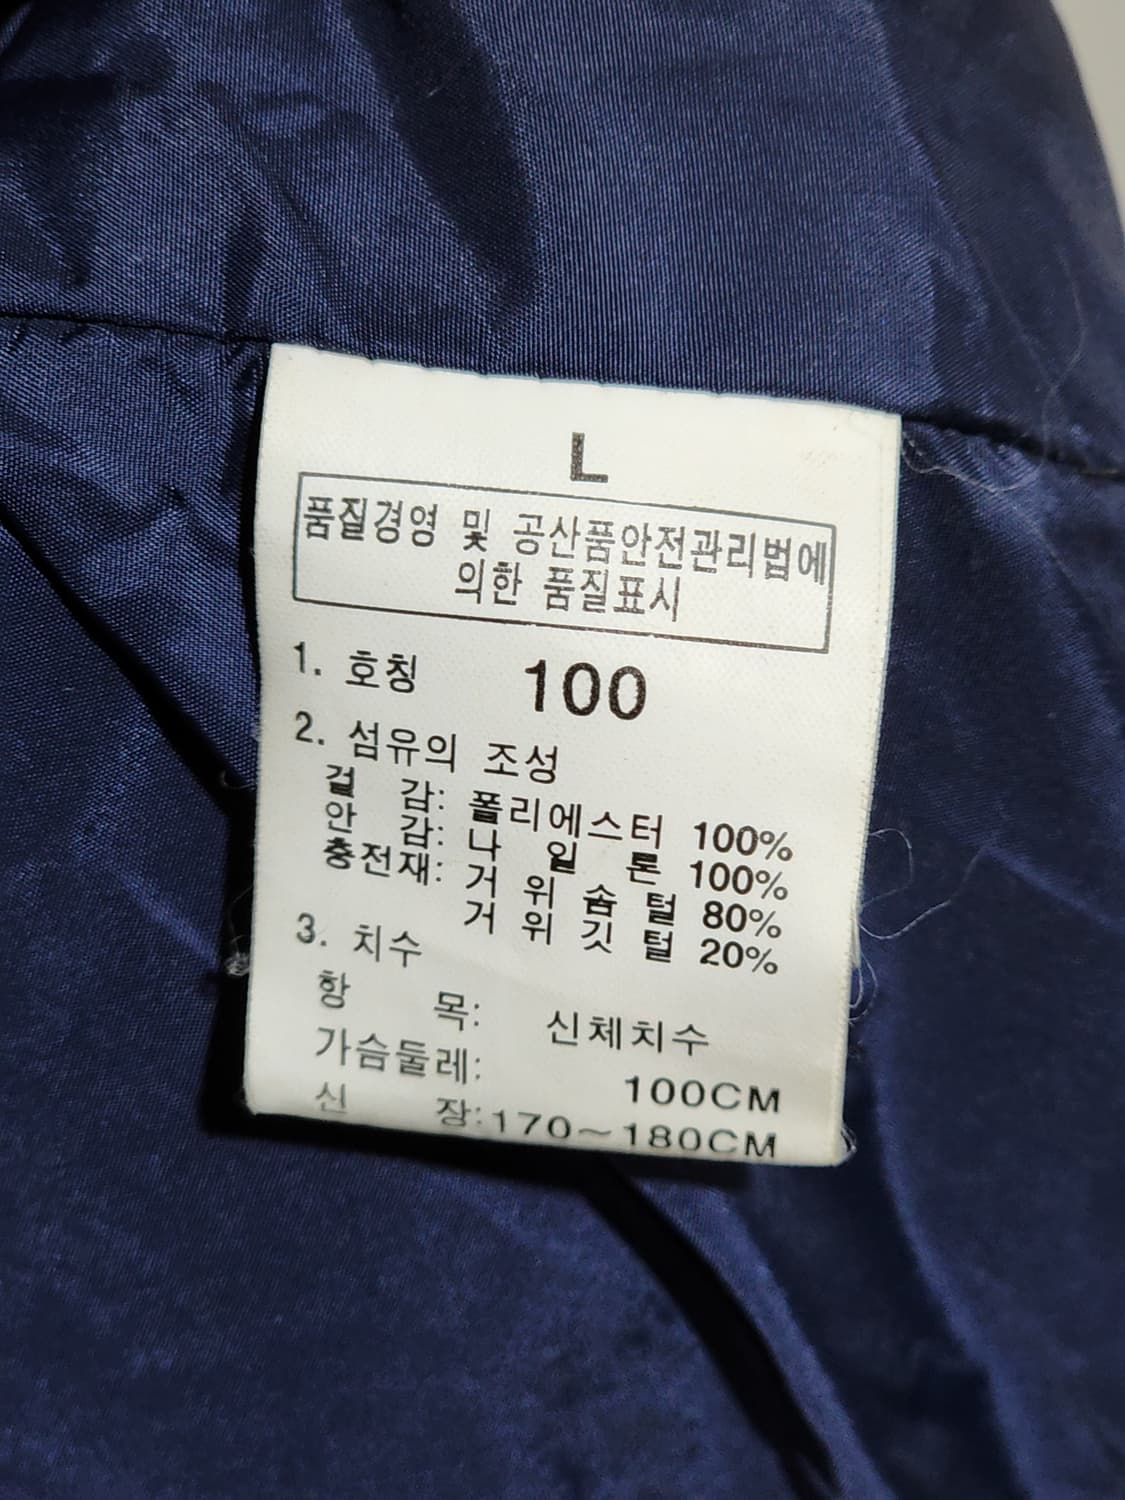 L
품질경영 및 공산품안전관리법에
의한 품질표시
1. 호칭 100
2. 섬유의 조성
겉 감: 폴리에스터 100%
안 감: 나 일 론 100%
충전재: 거 위 솜 털 80%
거 위 깃 털 20%
3. 치수
항 목: 신체치수
가슴둘레: 100CM
신 장:170~180CM